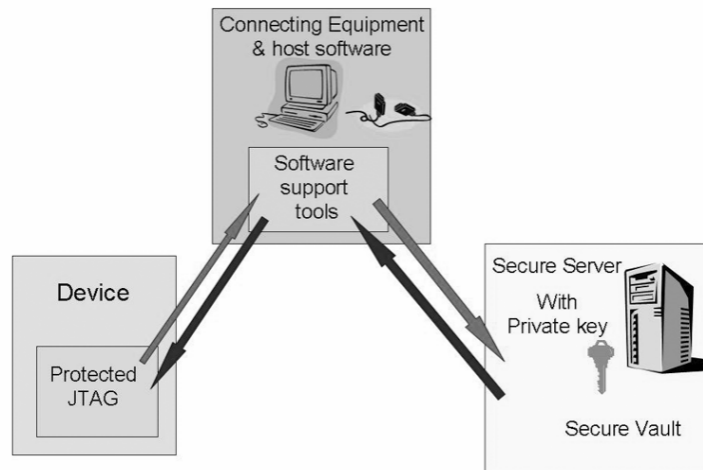 Connecting Equipment
& host software
Software
support
tools
Device
Protected
JTAG
Secure Server
With
Private key
Secure Vault